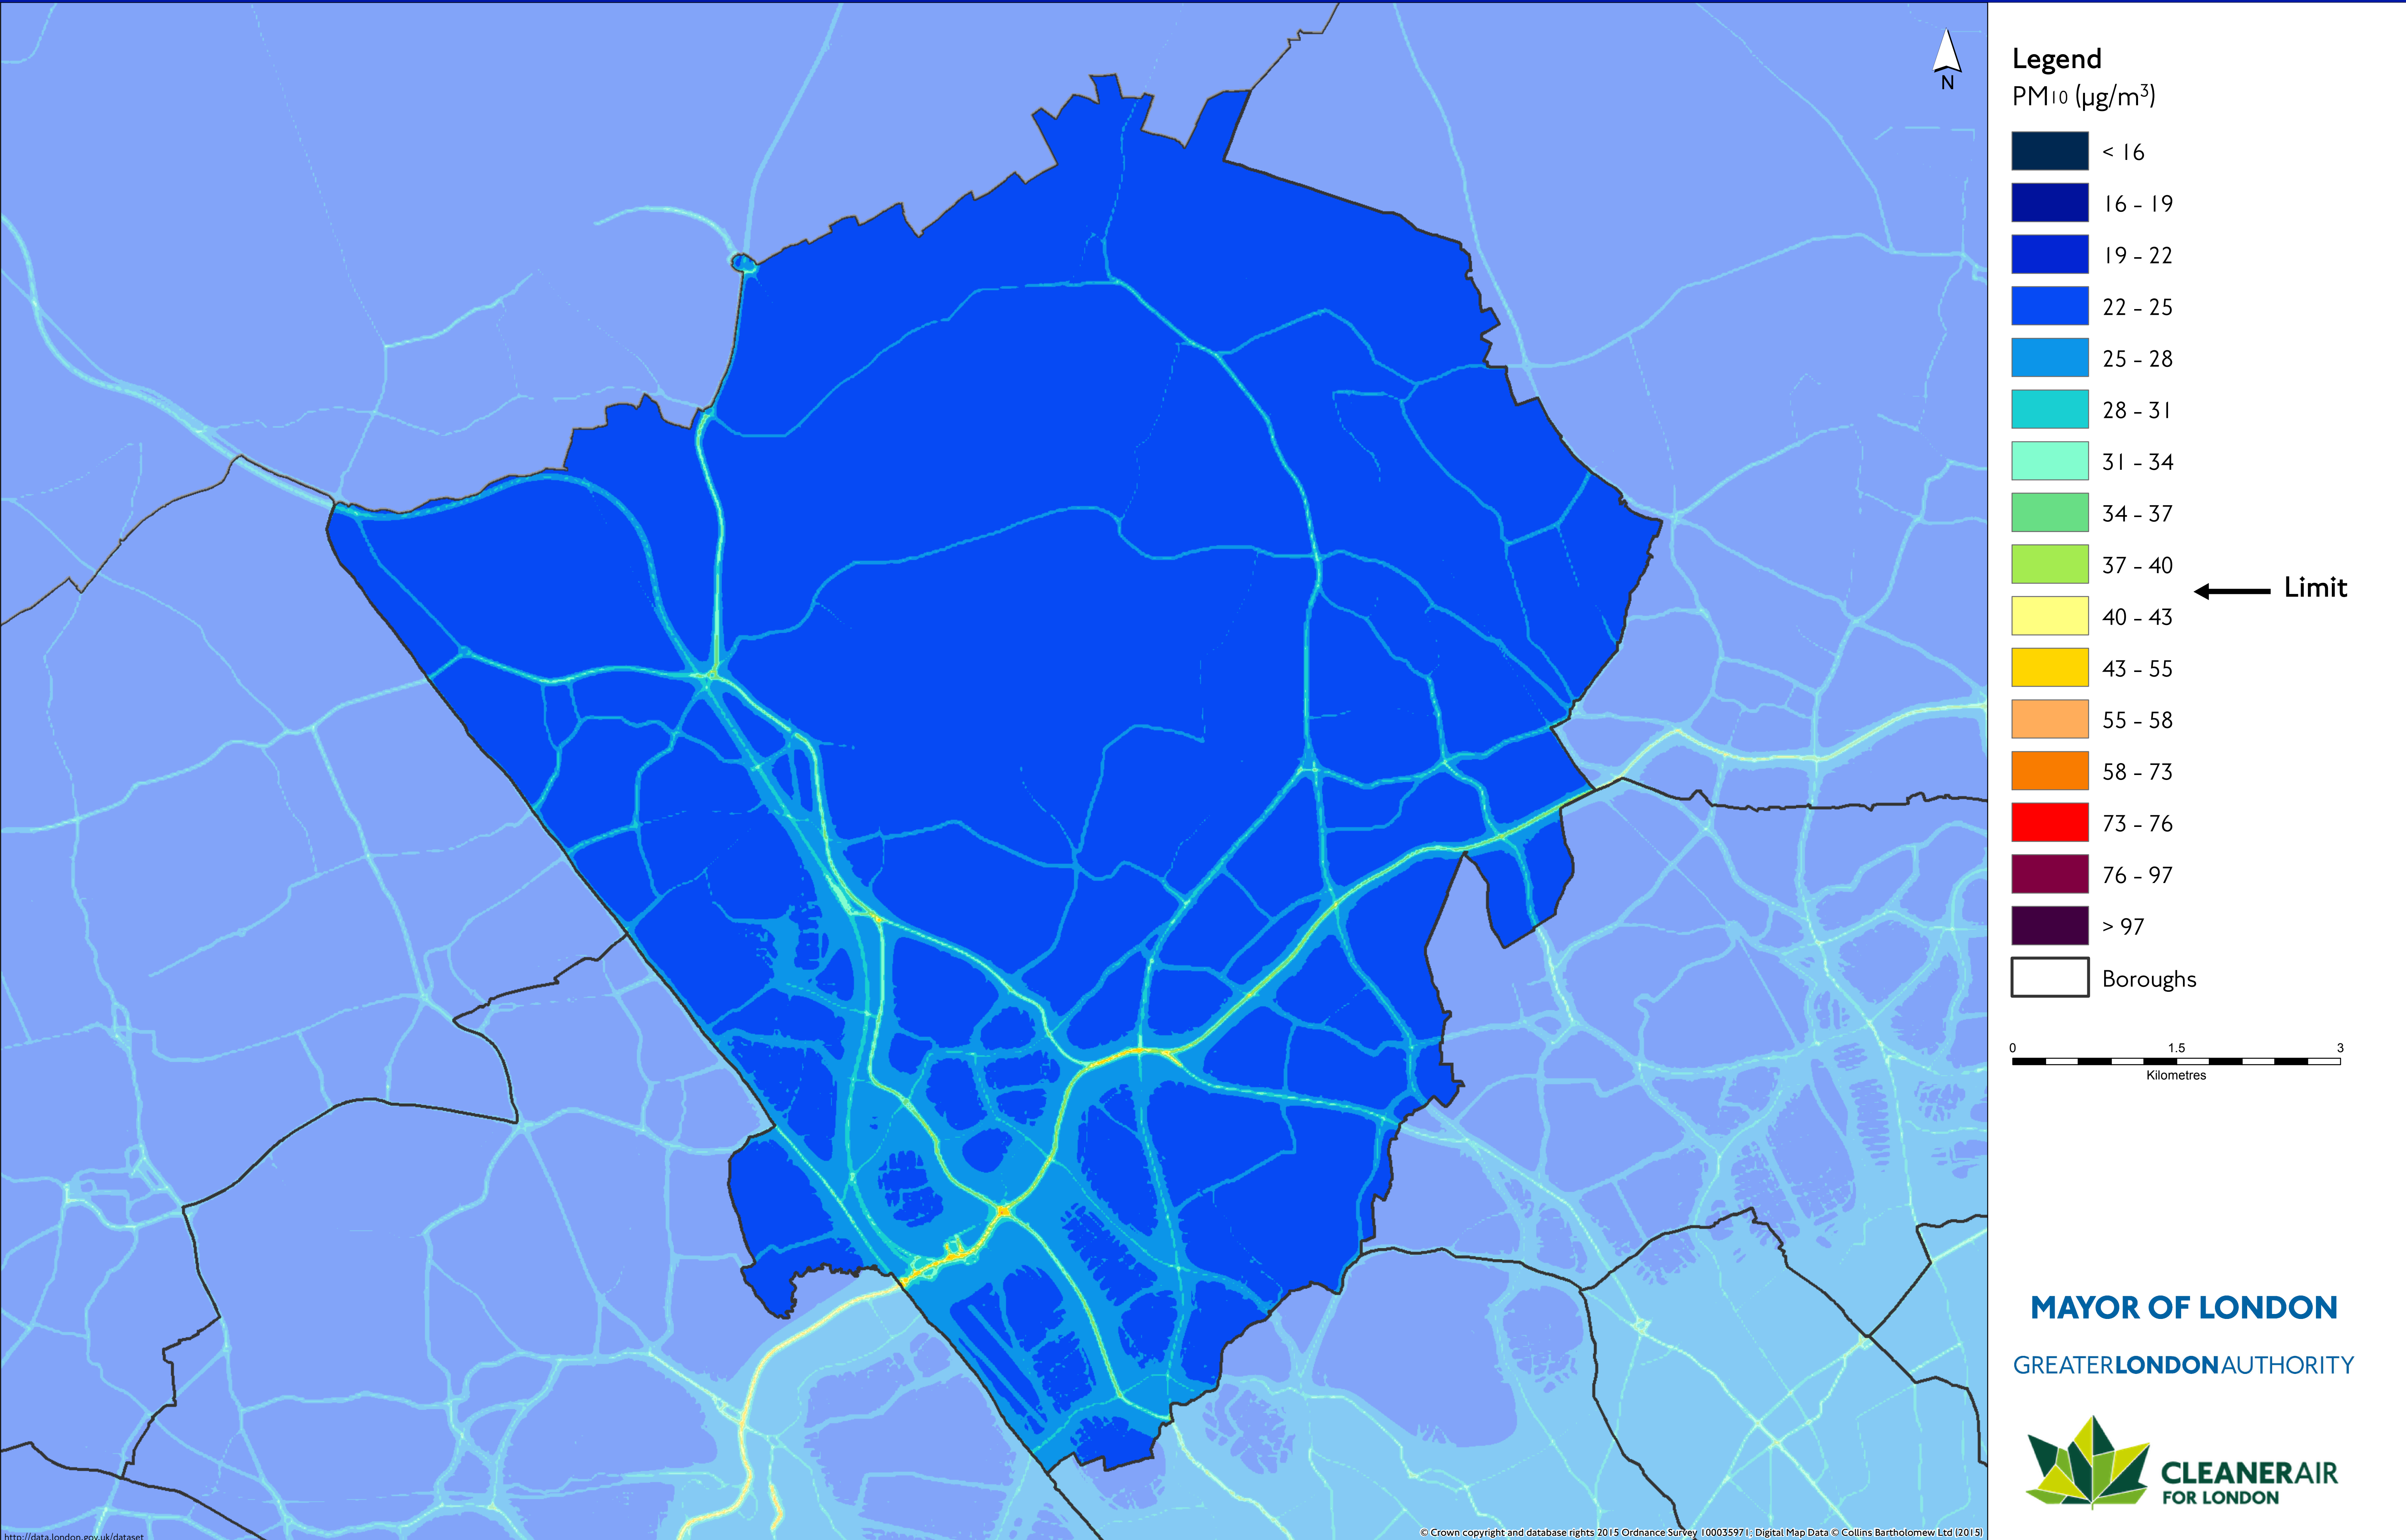 N
Legend
PM10 (µg/m³)
< 16
16 - 19
19 - 22
22 - 25
25 - 28
28 - 31
31 - 34
34 - 37
37 - 40
Limit
40 - 43
43 - 55
55 - 58
58 - 73
73 - 76
76 - 97
> 97
Boroughs
0 1.5 3
Kilometres
MAYOR OF LONDON
GREATERLONDONAUTHORITY
CLEANERAIR
FOR LONDON
http://data.london.gov.uk/dataset
© Crown copyright and database rights 2015 Ordnance Survey 100035971; Digital Map Data © Collins Bartholomew Ltd (2015)